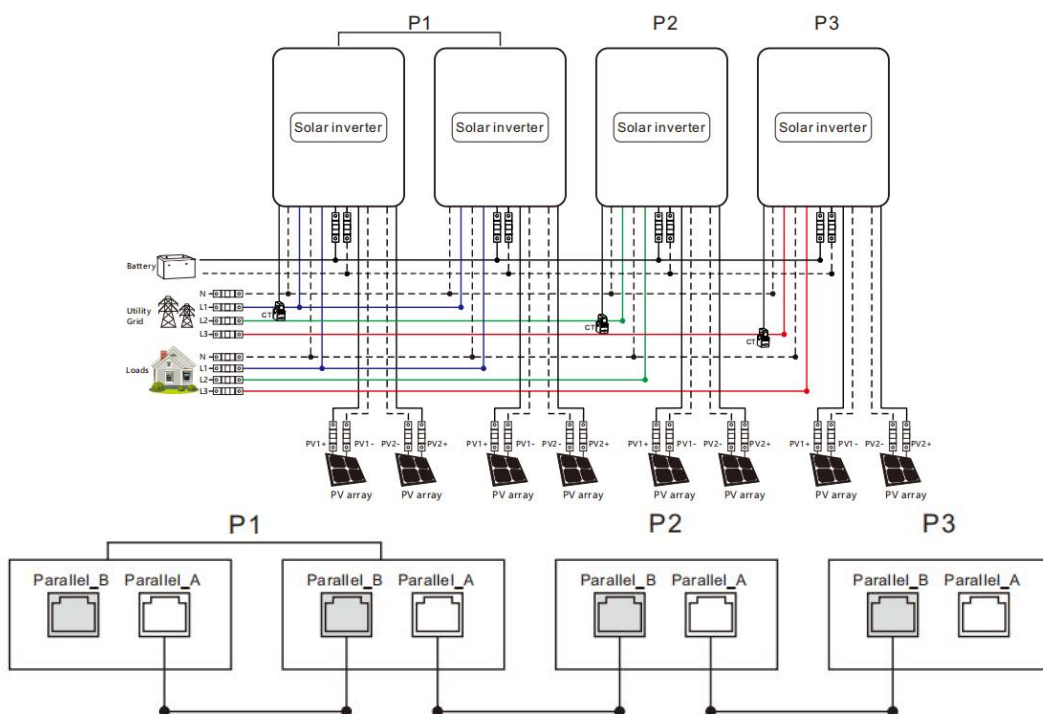 P1 P2 P3
Solar inverter Solar inverter Solar inverter Solar inverter
Battery
N
L1
Utility
Grid
L2
L3
CT CT CT
N
Loads
L1
L2
L3
PV1+ PV1- PV2- PV2+ PV1+ PV1- PV2- PV2+ PV1+ PV1- PV2- PV2+ PV1+ PV1- PV2- PV2+
PV array PV array PV array PV array PV array PV array PV array PV array
P1 P2 P3
Parallel_B Parallel_A Parallel_B Parallel_A Parallel_B Parallel_A Parallel_B Parallel_A